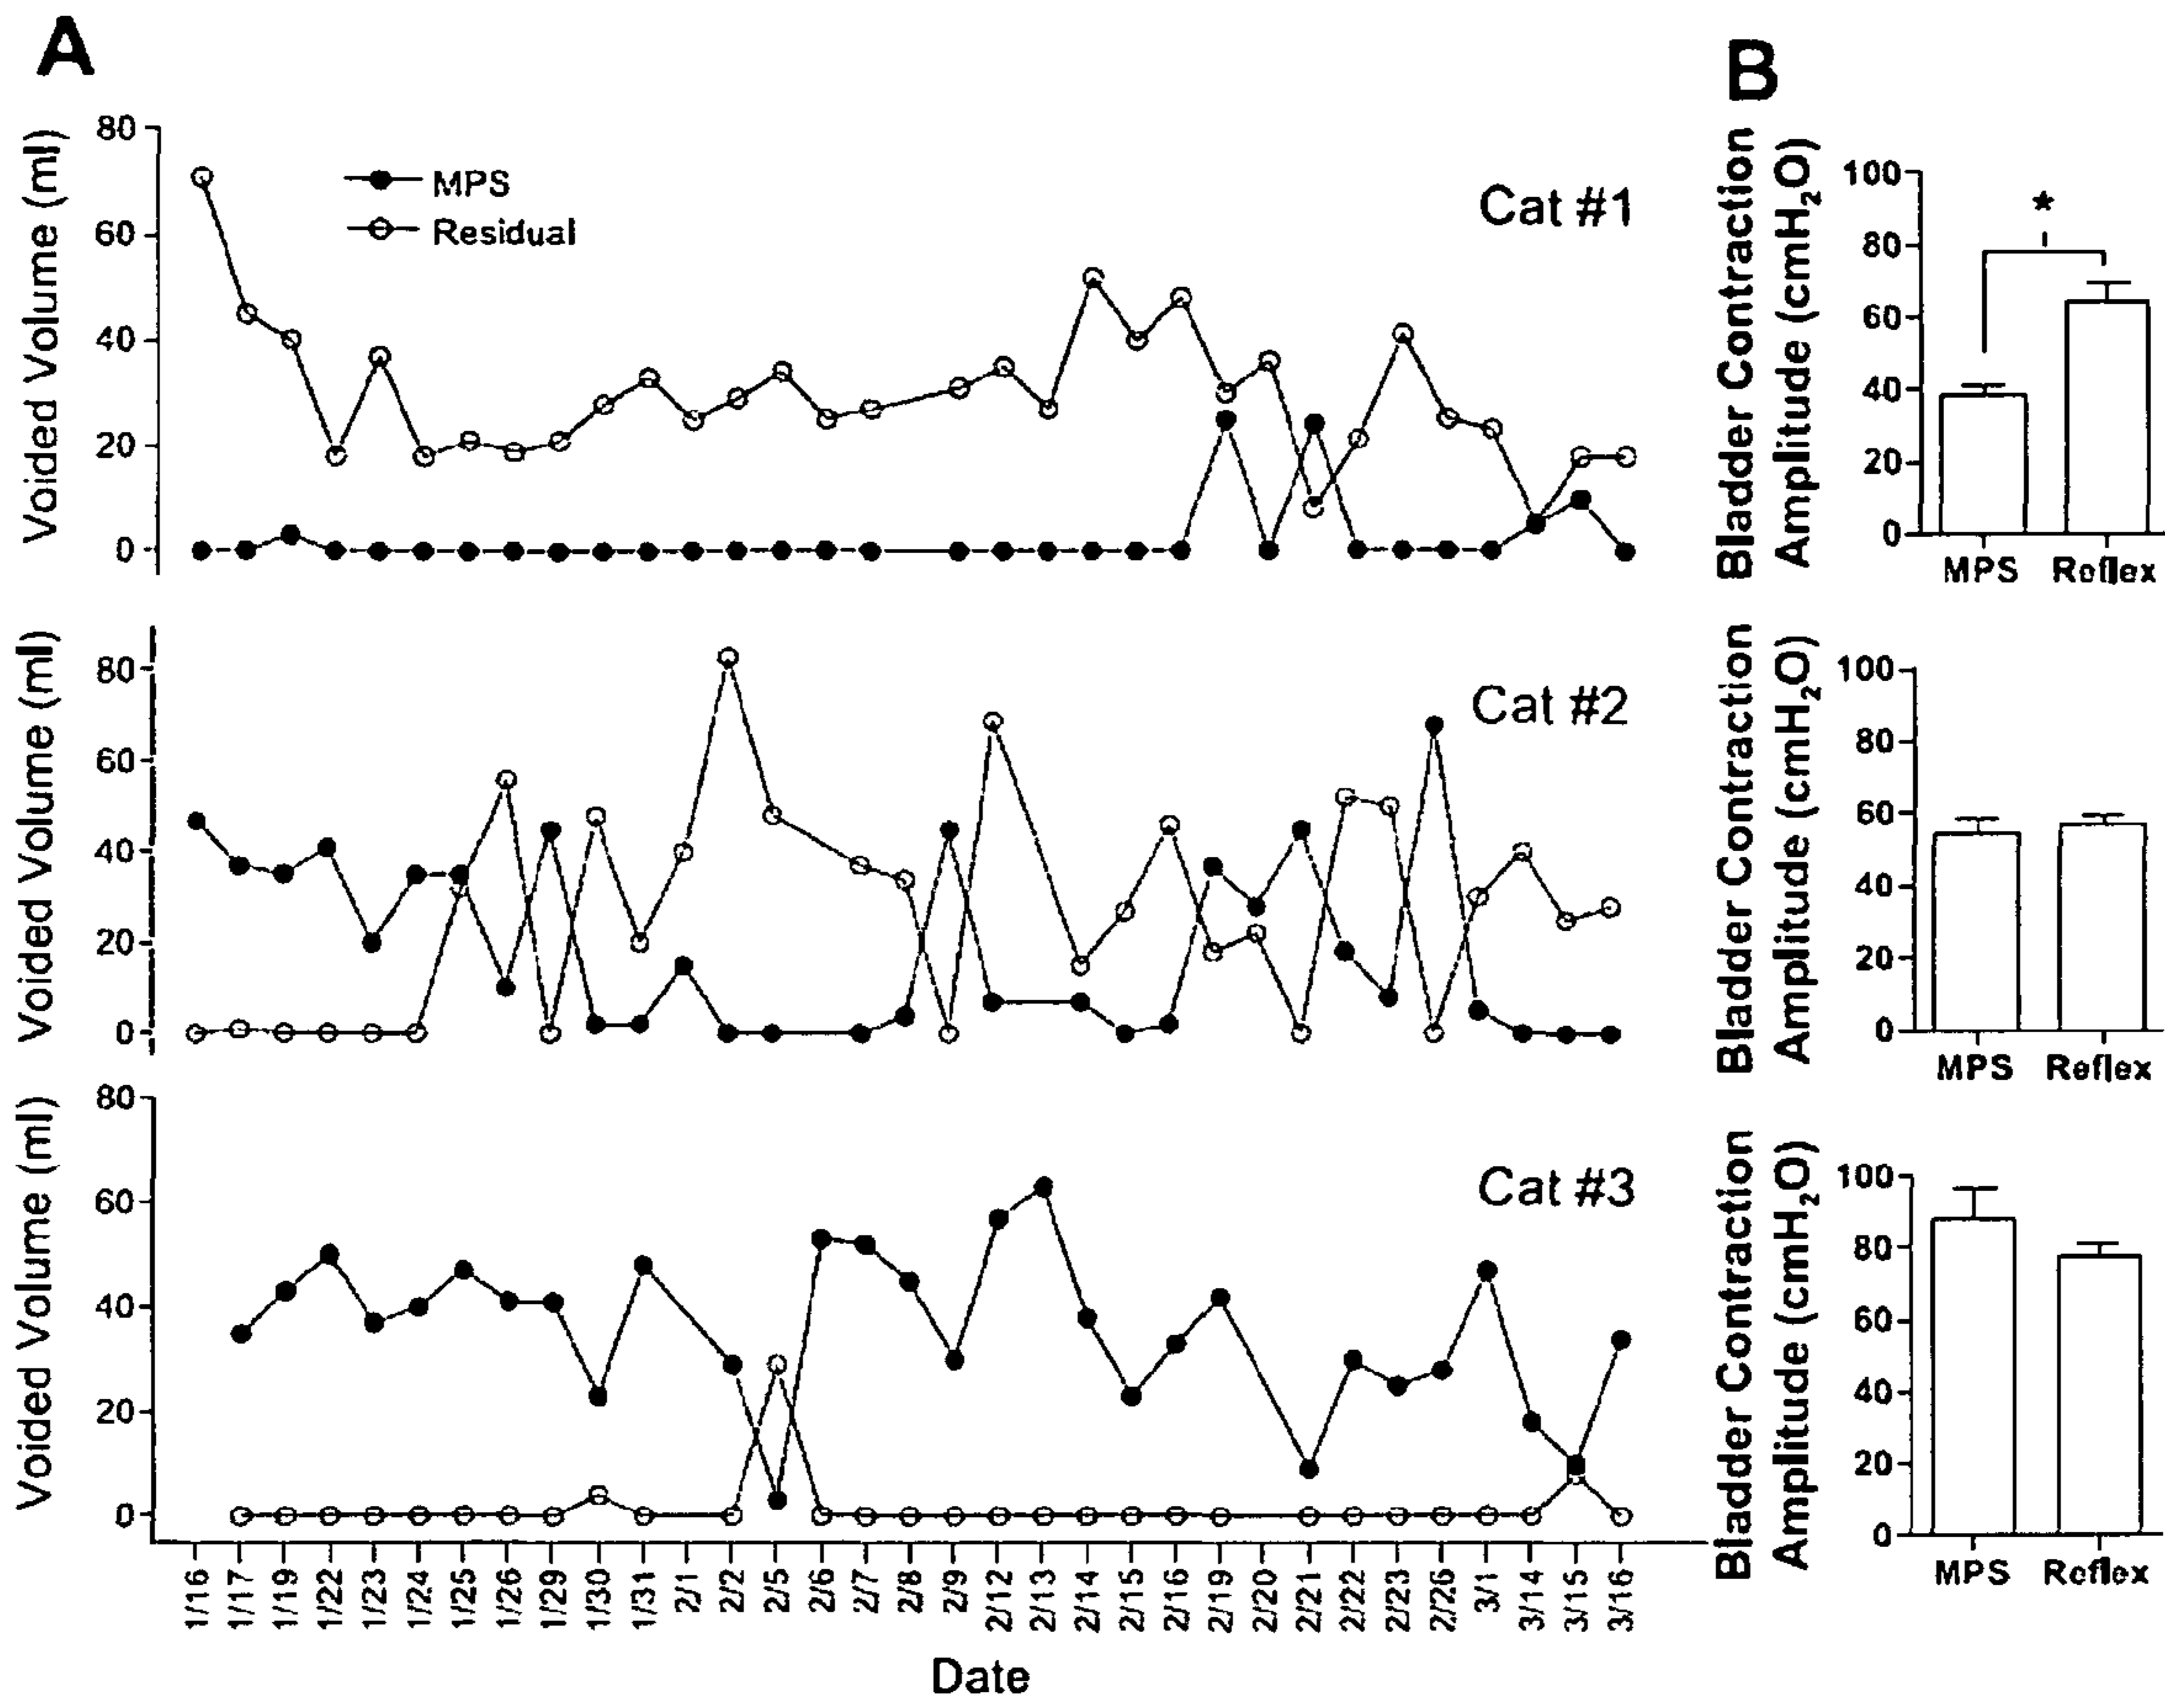 A
B
Voided Volume (ml)
80
60
40
20
0
MPS
Residual
Cat #1
Bladder Contraction
Amplitude (cmH2O)
100
80
60
40
20
0
*
MPS Reflex
Voided Volume (ml)
80
60
40
20
0
Cat #2
Bladder Contraction
Amplitude (cmH2O)
100
80
60
40
20
0
MPS Reflex
Voided Volume (ml)
80
60
40
20
0
Cat #3
Bladder Contraction
Amplitude (cmH2O)
100
80
60
40
20
0
MPS Reflex
1/16 1/17 1/19 1/22 1/23 1/24 1/25 1/26 1/29 1/30 1/31 2/1 2/2 2/5 2/6 2/7 2/8 2/9 2/12 2/13 2/14 2/15 2/16 2/19 2/20 2/21 2/22 2/23 2/26 3/1 3/14 3/15 3/16
Date